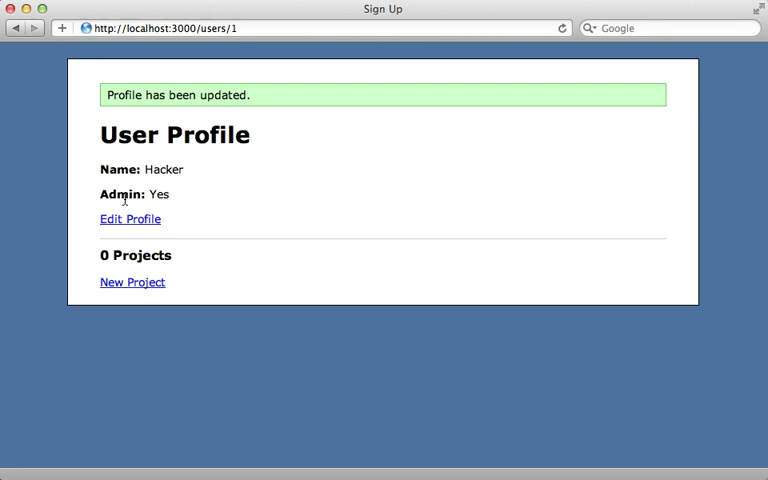 Sign Up
http://localhost:3000/users/1
Google
Profile has been updated.
User Profile
Name: Hacker
Admin: Yes
Edit Profile
0 Projects
New Project